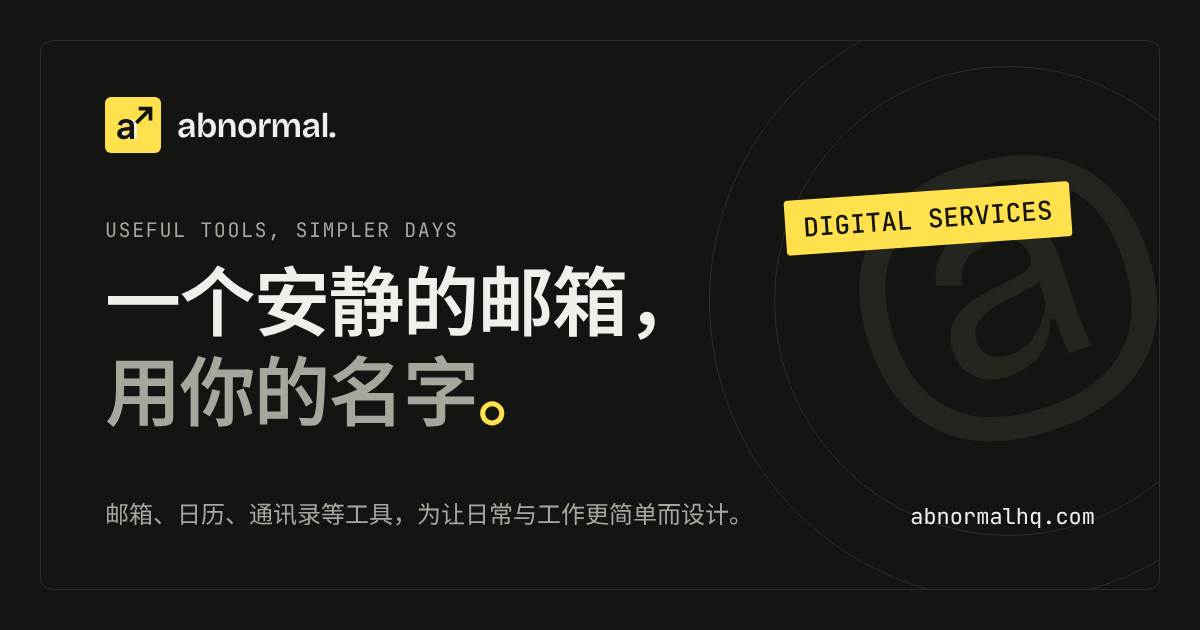 a
abnormal.
USEFUL TOOLS, SIMPLER DAYS
DIGITAL SERVICES
一个安静的邮箱，
用你的名字。
a
邮箱、日历、通讯录等工具，为让日常与工作更简单而设计。
abnormalhq.com